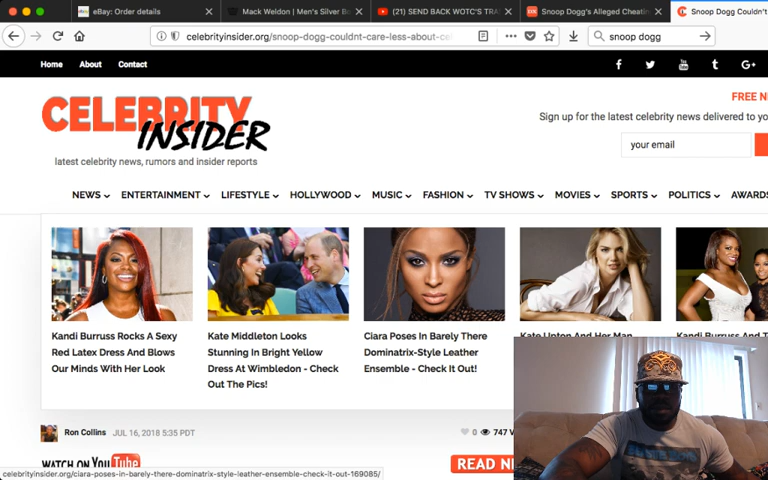 eBay: Order details
Mack Weldon | Men's Silver Bo
(21) SEND BACK WOTC'S TRA
Snoop Dogg's Alleged Cheatin
Snoop Dogg Couldn't
celebrityinsider.org/snoop-dogg-couldnt-care-less-about-ce
snoop dogg
Home About Contact
CELEBRITY
INSIDER
latest celebrity news, rumors and insider reports
FREE N
Sign up for the latest celebrity news delivered to yo
your email
NEWS ENTERTAINMENT LIFESTYLE HOLLYWOOD MUSIC FASHION TV SHOWS MOVIES SPORTS POLITICS AWARDS
Kandi Burruss Rocks A Sexy
Red Latex Dress And Blows
Our Minds With Her Look
Kate Middleton Looks
Stunning In Bright Yellow
Dress At Wimbledon - Check
Out The Pics!
Ciara Poses In Barely There
Dominatrix-Style Leather
Ensemble - Check It Out!
Kate Upton And Her Man
Kandi Burruss And T
Ron Collins JUL 16, 2018 5:35 PDT
0 747 V
WATCH ON YouTube
READ N
celebrityinsider.org/ciara-poses-in-barely-there-dominatrix-style-leather-ensemble-check-it-out-169085/